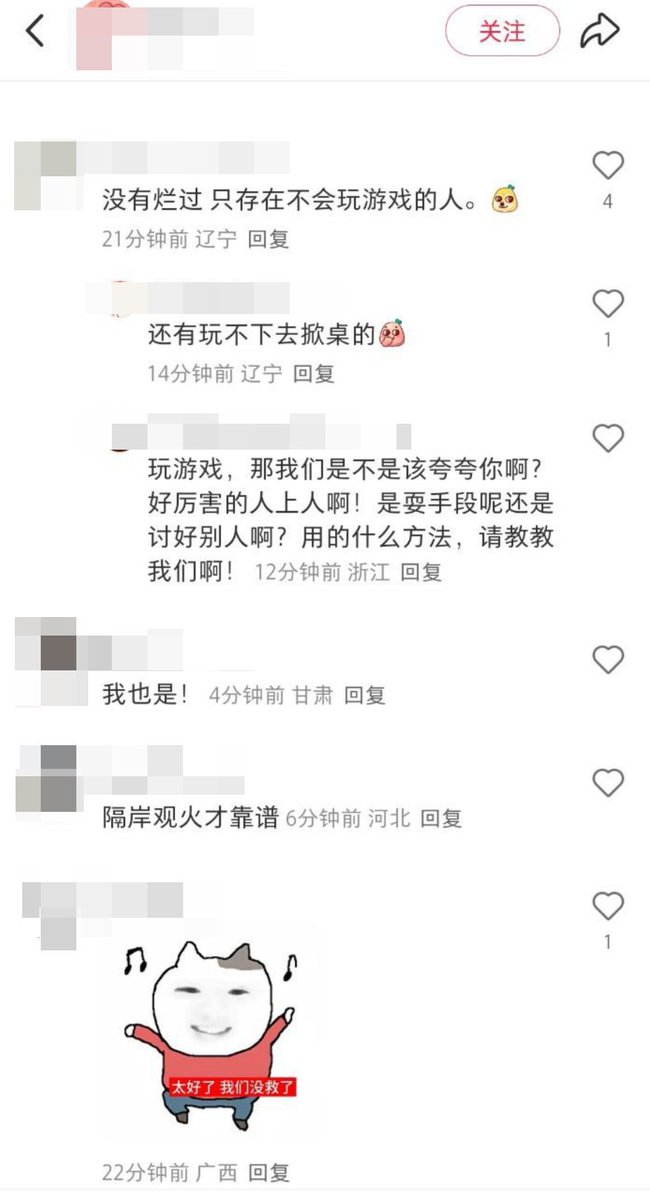 关注
没有烂过 只存在不会玩游戏的人。
4
21分钟前 辽宁 回复
还有玩不下去掀桌的
1
14分钟前 辽宁 回复
玩游戏，那我们是不是该夸夸你啊？
好厉害的人上人啊！是耍手段呢还是
讨好别人啊？用的什么方法，请教教
我们啊！ 12分钟前 浙江 回复
我也是！ 4分钟前 甘肃 回复
隔岸观火才靠谱 6分钟前 河北 回复
1
太好了 我们没救了
22分钟前 广西 回复